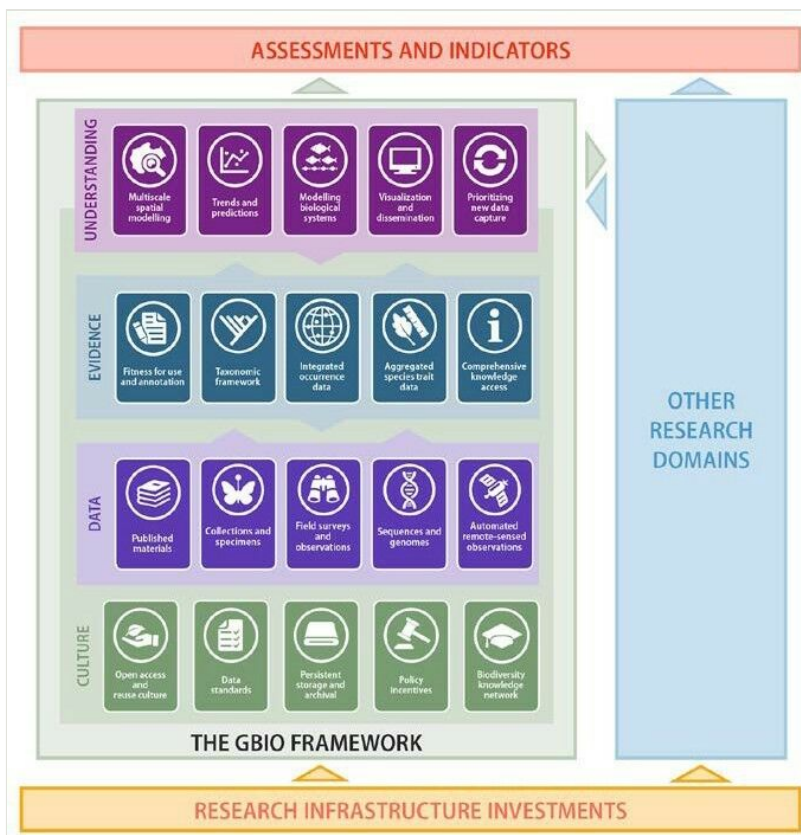 ASSESSMENTS AND INDICATORS
UNDERSTANDING
Multiscale
spatial
modelling
Trends and
predictions
Modelling
biological
systems
Visualization
and
dissemination
Prioritizing
new data
capture
EVIDENCE
Fitness for use
and annotation
Taxonomic
framework
Integrated
occurrence
data
Aggregated
species trait
data
Comprehensive
knowledge
access
DATA
Published
materials
Collections and
specimens
Field surveys
and
observations
Sequences and
genomes
Automated
remote-sensed
observations
CULTURE
Open access
and
reuse culture
Data
standards
Persistent
storage and
archival
Policy
incentives
Biodiversity
knowledge
network
THE GBIO FRAMEWORK
OTHER
RESEARCH
DOMAINS
RESEARCH INFRASTRUCTURE INVESTMENTS